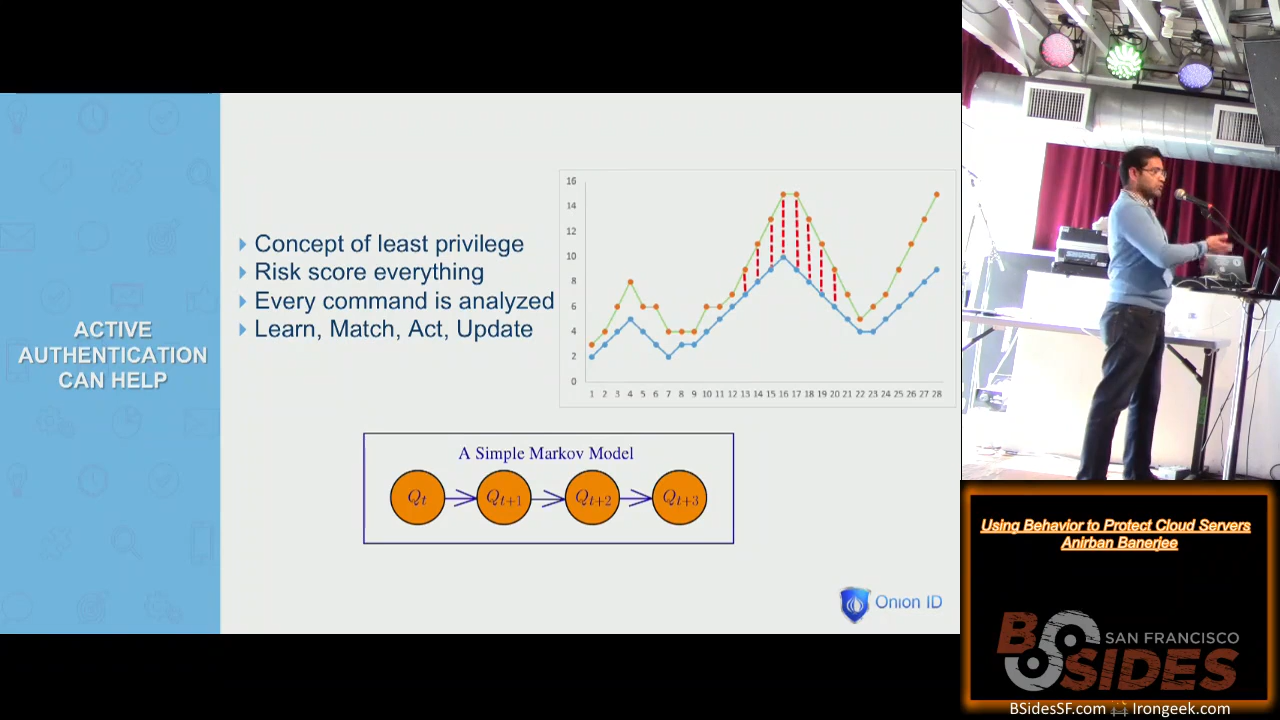 ACTIVE
AUTHENTICATION
CAN HELP
Concept of least privilege
Risk score everything
Every command is analyzed
Learn, Match, Act, Update
16
14
12
10
8
6
4
2
0
1 2 3 4 5 6 7 8 9 10 11 12 13 14 15 16 17 18 19 20 21 22 23 24 25 26 27 28
A Simple Markov Model
Qt Qt+1 Qt+2 Qt+3
Onion ID
Using Behavior to Protect Cloud Servers
Anirban Banerjee
BSIDES
SAN FRANCISCO
BSidesSF.com Irongeek.com